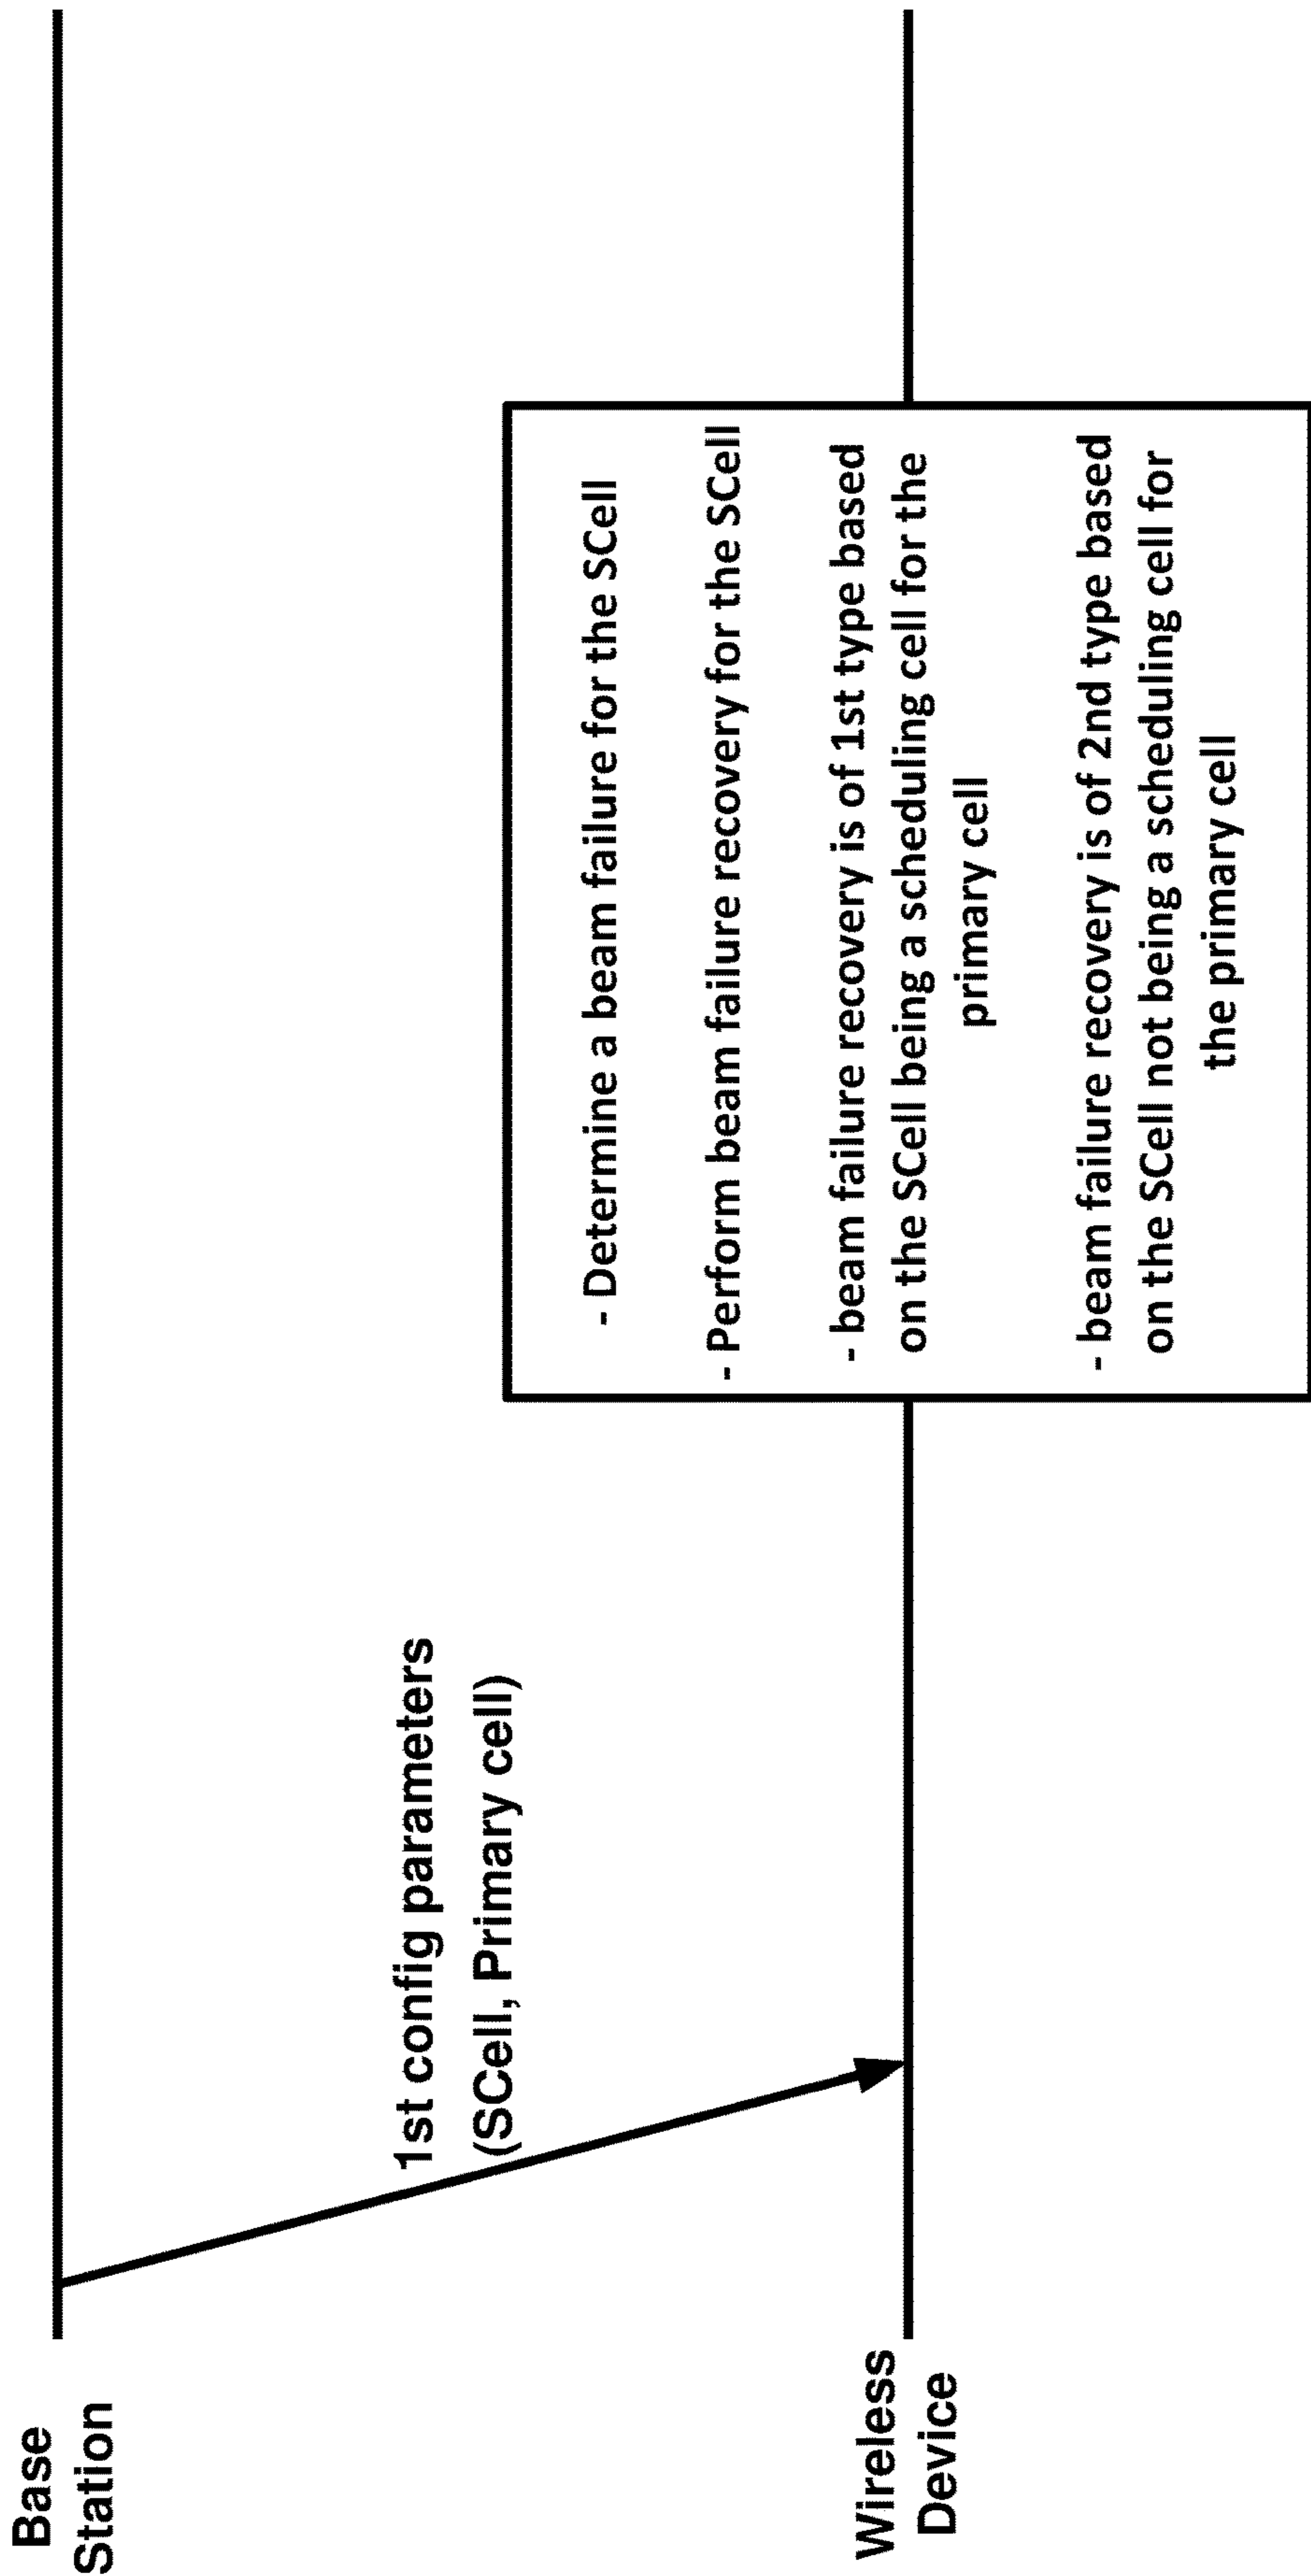 Base
Station
1st config parameters
(SCell, Primary cell)
Wireless
Device
- Determine a beam failure for the SCell
- Perform beam failure recovery for the SCell
- beam failure recovery is of 1st type based
on the SCell being a scheduling cell for the
primary cell
- beam failure recovery is of 2nd type based
on the SCell not being a scheduling cell for
the primary cell